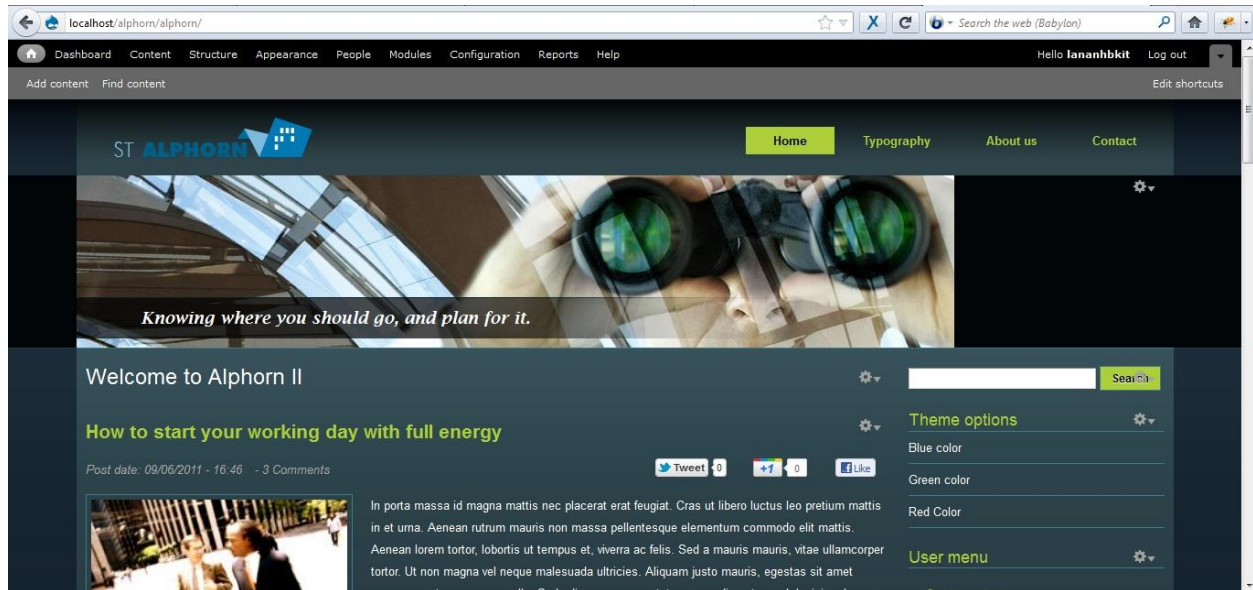 localhost/alphorn/alphorn/
Search the web (Babylon)
Dashboard Content Structure Appearance People Modules Configuration Reports Help
Hello lananhbkit Log out
Add content Find content
Edit shortcuts
ST ALPHORN
Home Typography About us Contact
Knowing where you should go, and plan for it.
Welcome to Alphorn II
Search
How to start your working day with full energy
Post date: 09/06/2011 - 16:46 - 3 Comments
Tweet 0
+1 0
Like
In porta massa id magna mattis nec placerat erat feugiat. Cras ut libero luctus leo pretium mattis
in et urna. Aenean rutrum mauris non massa pellentesque elementum commodo elit mattis.
Aenean lorem tortor, lobortis ut tempus et, viverra ac felis. Sed a mauris mauris, vitae ullamcorper
tortor. Ut non magna vel neque malesuada ultricies. Aliquam justo mauris, egestas sit amet
Theme options
Blue color
Green color
Red Color
User menu